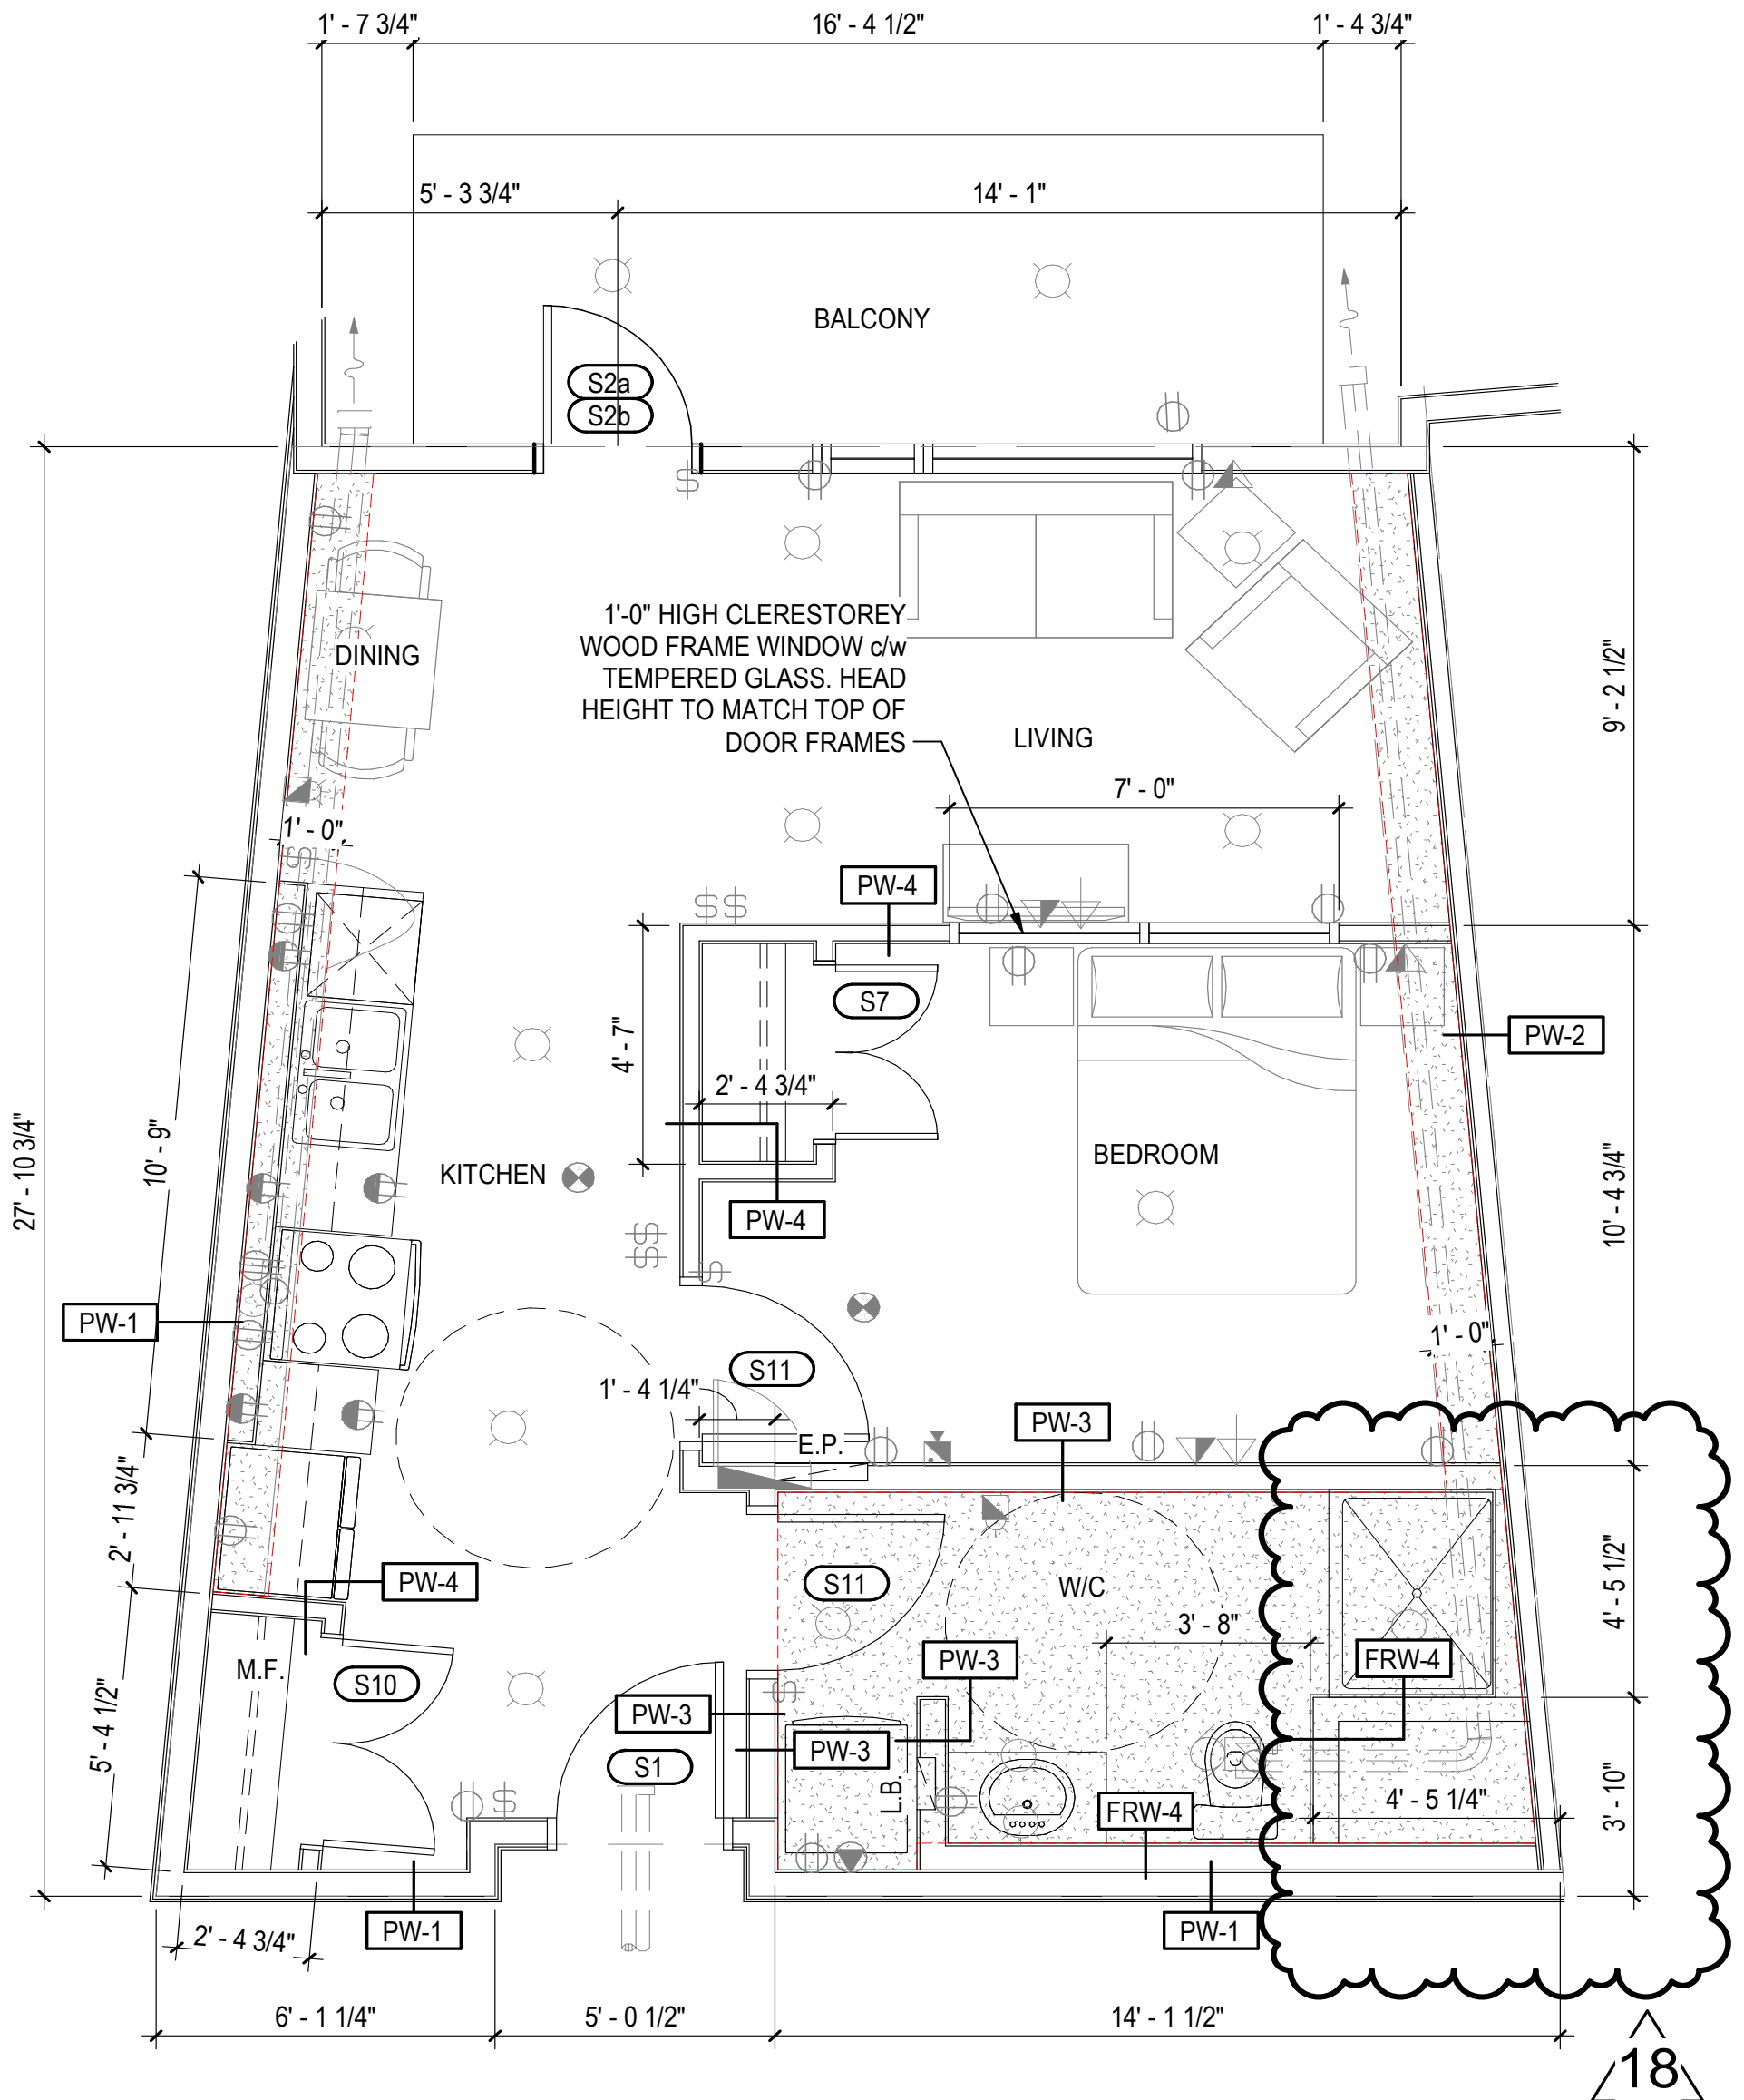 1' - 7 3/4"
16' - 4 1/2"
1' - 4 3/4"
5' - 3 3/4"
14' - 1"
BALCONY
S2a
S2b
$
1'-0" HIGH CLERESTOREY
WOOD FRAME WINDOW c/w
TEMPERED GLASS. HEAD
HEIGHT TO MATCH TOP OF
DOOR FRAMES
DINING
LIVING
9' - 2 1/2"
7' - 0"
1' - 0"
$
PW-4
$$
S7
PW-2
4' - 7"
2' - 4 3/4"
27' - 10 3/4"
10' - 9"
KITCHEN
BEDROOM
10' - 4 3/4"
PW-4
$$
$
PW-1
1' - 0"
S11
1' - 4 1/4"
PW-3
E.P.
2' - 11 3/4"
PW-4
S11
W/C
4' - 5 1/2"
3' - 8"
M.F.
S10
PW-3
FRW-4
$
PW-3
PW-3
5' - 4 1/2"
S1
L.B.
$
FRW-4
4' - 5 1/4"
3' - 10"
PW-1
PW-1
2' - 4 3/4"
6' - 1 1/4"
5' - 0 1/2"
14' - 1 1/2"
18